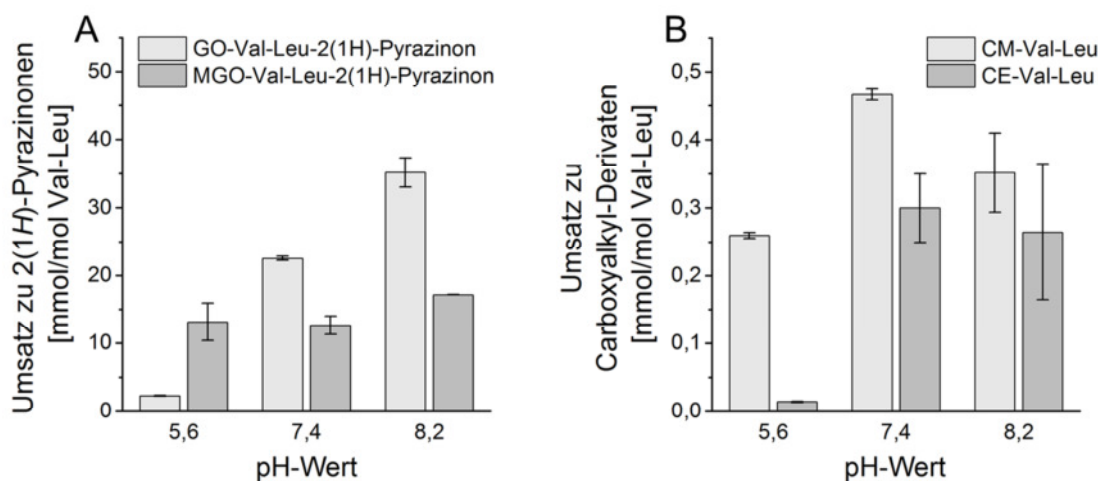 A
GO-Val-Leu-2(1H)-Pyrazinon
MGO-Val-Leu-2(1H)-Pyrazinon
Umsatz zu 2(1H)-Pyrazinonen
[mmol/mol Val-Leu]
50
40
30
20
10
0
5,6
7,4
8,2
pH-Wert
B
CM-Val-Leu
CE-Val-Leu
Umsatz zu
Carboxyalkyl-Derivaten
[mmol/mol Val-Leu]
0,5
0,4
0,3
0,2
0,1
0,0
5,6
7,4
8,2
pH-Wert